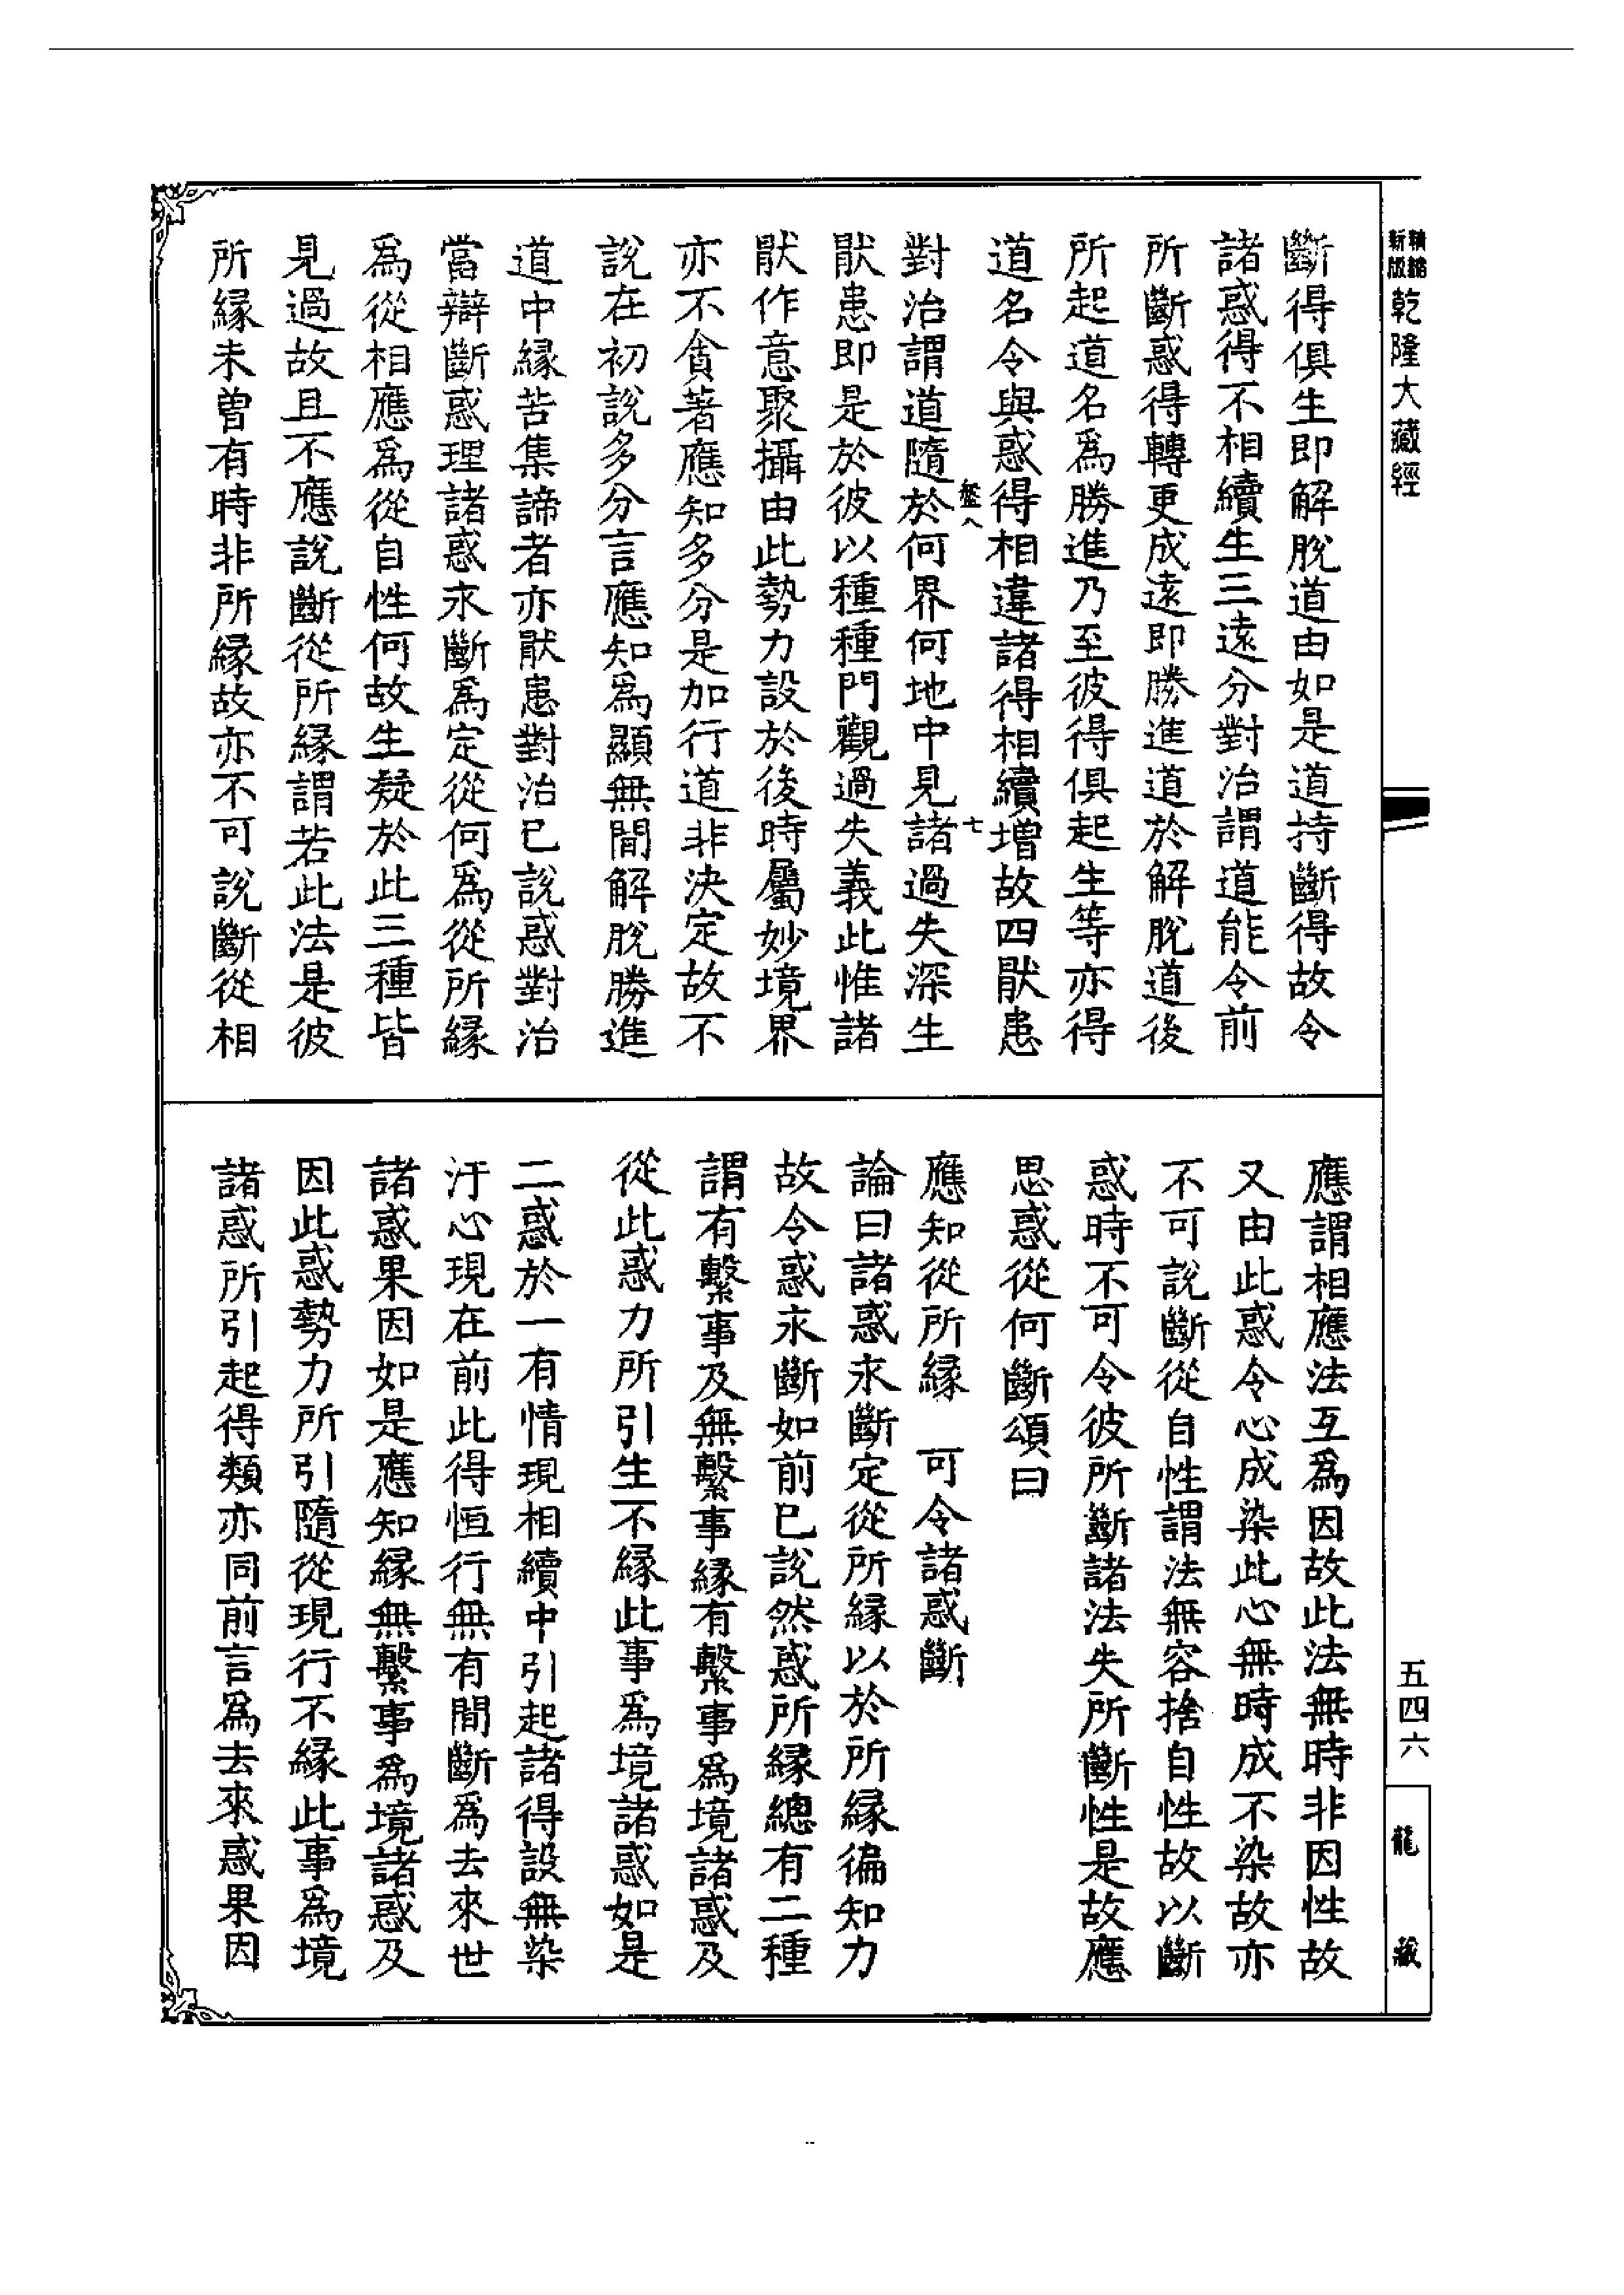 精縮
新版
乾隆大藏經
斷得俱生即解脫道由如是道持斷得故令
諸惑得不相續生三遠分對治謂道能令前
所斷惑得轉更成遠即勝進道於解脫道後
所起道名為勝進乃至彼得俱起生等亦得
道名令與惑得相違諸得相續增故四猒患
對治謂道隨於何界何地中見諸過失深生
猒患即是於彼以種種門觀過失義此惟諸
猒作意聚攝由此勢力設於後時屬妙境界
亦不貪著應知多分是加行道非決定故不
說在初說多分言應知為顯無間解脫勝進
道中緣苦集諦者亦猒患對治已說惑對治
當辯斷惑理諸惑永斷為定從何為從所緣
為從相應為從自性何故生疑於此三種皆
見過故且不應說斷從所緣謂若此法是彼
所緣未曾有時非所緣故亦不可說斷從相
七
應謂相應法互為因故此法無時非因性故
又由此惑令心成染此心無時成不染故亦
不可說斷從自性謂法無容捨自性故以斷
惑時不可令彼所斷諸法失所斷性是故應
思惑從何斷頌曰
應知從所緣　可令諸惑斷
論曰諸惑永斷定從所緣以於所緣徧知力
故令惑永斷如前已說然惑所緣總有二種
謂有繫事及無繫事緣有繫事為境諸惑及
從此惑力所引生不緣此事為境諸惑如是
二惑於一有情現相續中引起諸得設無染
汙心現在前此得恒行無有間斷為去來世
諸惑果因如是應知緣無繫事為境諸惑及
因此惑勢力所引隨從現行不緣此事為境
諸惑所引起得類亦同前言為去來惑果因
五四六
龍藏